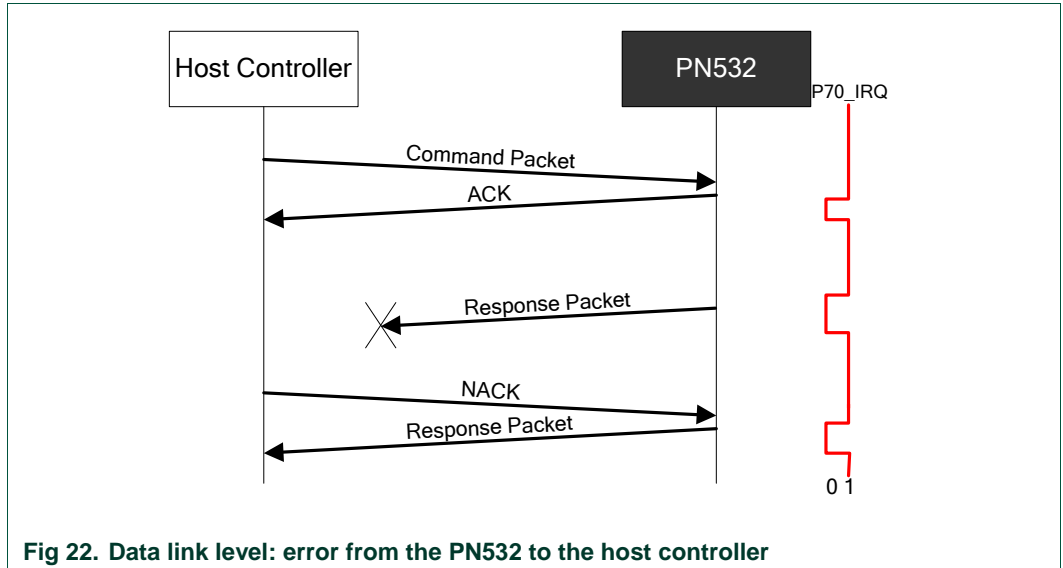 Host Controller
PN532
P70_IRQ
Command Packet
ACK
Response Packet
NACK
Response Packet
0 1
Fig 22. Data link level: error from the PN532 to the host controller